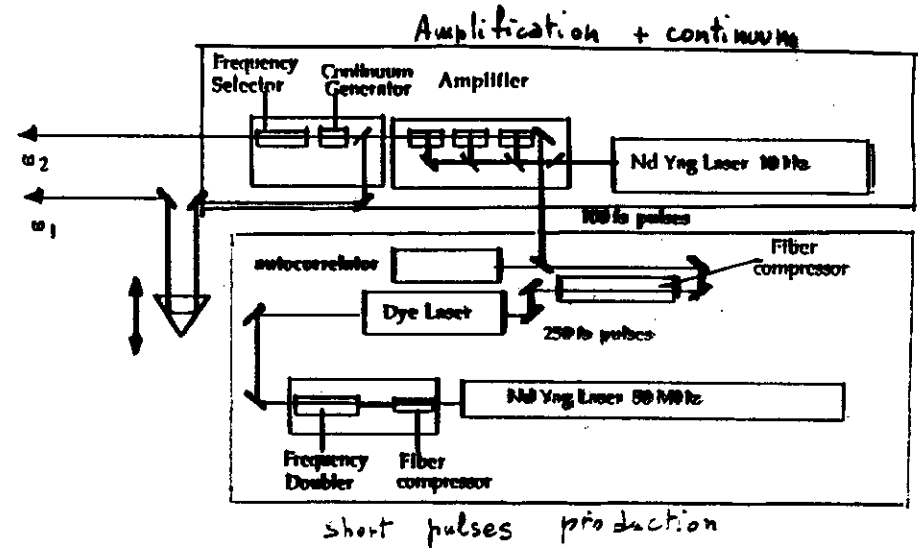 Amplification + continuum
Frequency
Selector
Continuum
Generator
Amplifier
Nd Yag Laser 10 Hz
ω2
ω1
100 fs pulses
autocorrelator
Fiber
compressor
Dye Laser
250 fs pulses
Nd Yag Laser 80 MHz
Frequency
Doubler
Fiber
compressor
short pulses production